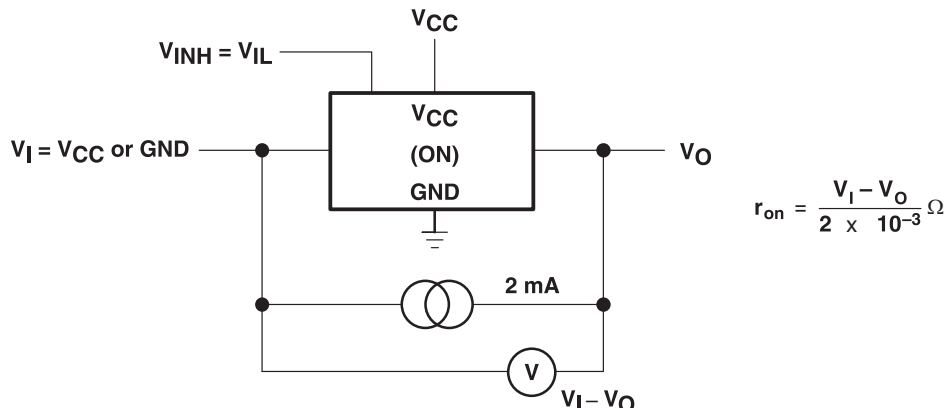 VCC
VINH = VIL
VI = VCC or GND
VCC
(ON)
GND
VO
ron = VI – VO / 2 x 10–3 Ω
2 mA
V
VI – VO